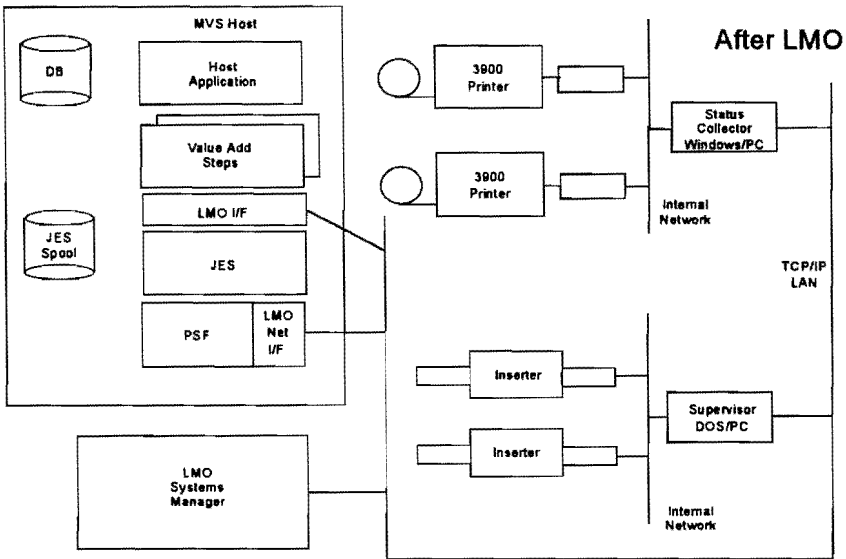 After LMO
MVS Host
DB
Host
Application
Value Add
Steps
LMO I/F
JES
Spool
JES
PSF
LMO
Net
I/F
LMO
Systems
Manager
3900
Printer
3900
Printer
Status
Collector
Windows/PC
Internal
Network
TCP/IP
LAN
Inserter
Inserter
Supervisor
DOS/PC
Internal
Network